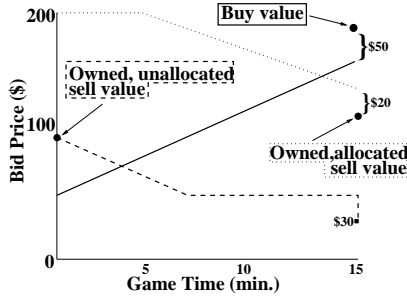 200
Buy value
$50
Owned, unallocated
sell value
$20
100
Owned,allocated
sell value
$30
0
5
10
15
Bid Price ($)
Game Time (min.)